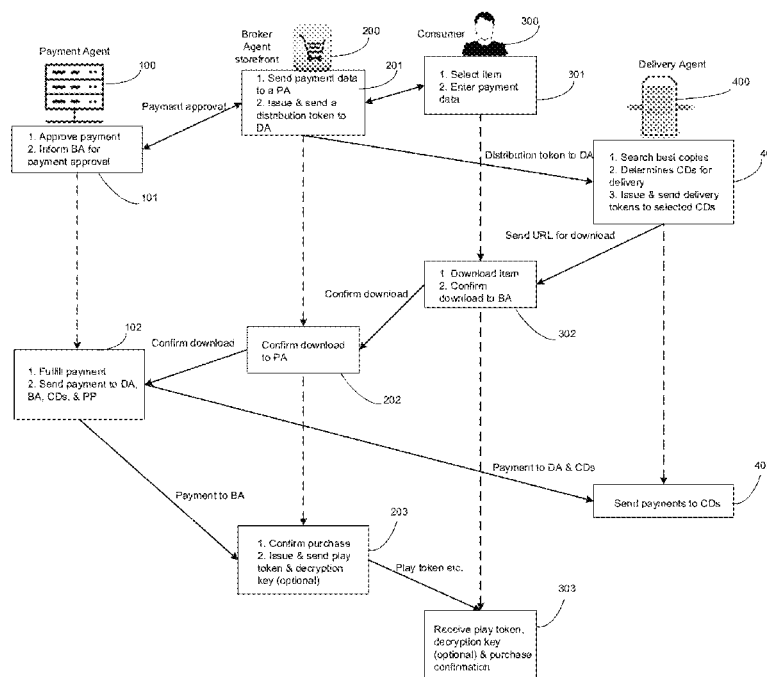 Payment Agent
100
Broker
Agent
storefront
200
Consumer
300
Delivery Agent
400
1. Send payment data
to a PA
2. Issue & send a
distribution token to
DA
201
1. Select item
2. Enter payment
data
301
Payment approval
1. Approve payment
2. Inform BA for
payment approval
101
Distribution token to DA
1. Search best copies
2. Determines CDs for
delivery
3. Issue & send delivery
tokens to selected CDs
40
Send URL for download
1. Download item
2. Confirm
download to BA
302
Confirm download
Confirm download
to PA
202
Confirm download
102
1. Fulfill payment
2. Send payment to DA,
BA, CDs, & PP
Payment to DA & CDs
Send payments to CDs
40
Payment to BA
203
1. Confirm purchase
2. Issue & send play
token & decryption
key (optional)
Play token etc.
303
Receive play token,
decryption key
(optional) & purchase
confirmation